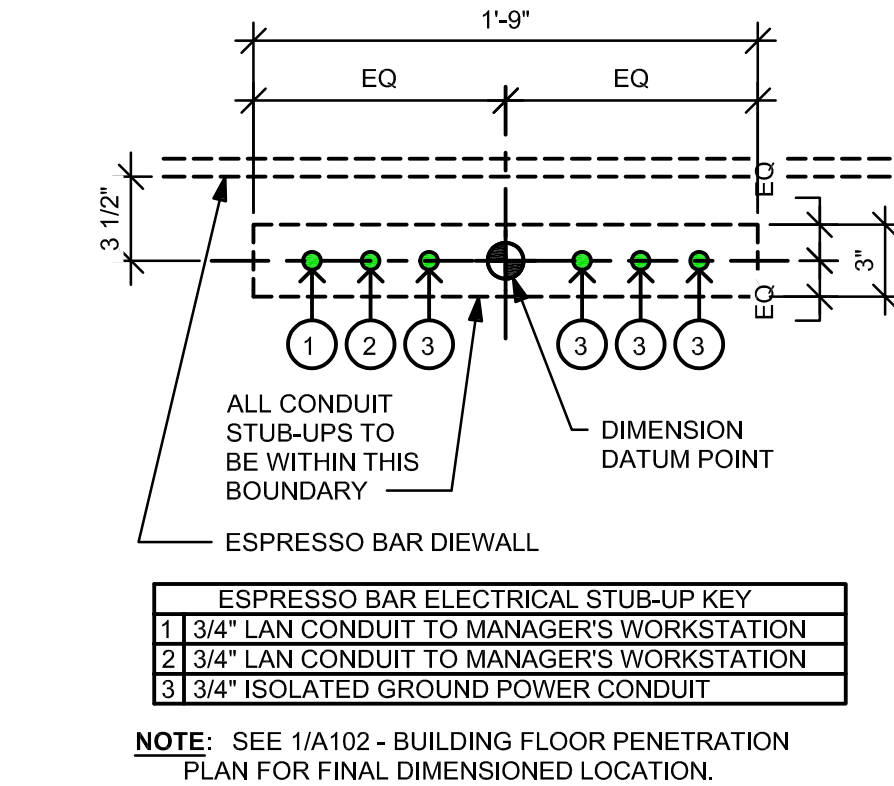 1'-9"
EQ EQ
3 1/2"
EQ
3"
EQ
1 2 3 3 3 3
ALL CONDUIT
STUB-UPS TO
BE WITHIN THIS
BOUNDARY
DIMENSION
DATUM POINT
ESPRESSO BAR DIEWALL
ESPRESSO BAR ELECTRICAL STUB-UP KEY
1 3/4" LAN CONDUIT TO MANAGER'S WORKSTATION
2 3/4" LAN CONDUIT TO MANAGER'S WORKSTATION
3 3/4" ISOLATED GROUND POWER CONDUIT
NOTE: SEE 1/A102 - BUILDING FLOOR PENETRATION
PLAN FOR FINAL DIMENSIONED LOCATION.